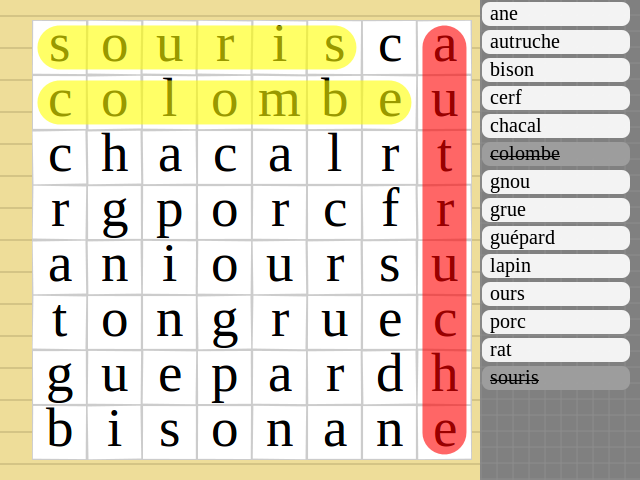 s o u r i s c a
c o l o m b e u
c h a c a l r t
r g p o r c f r
a n i o u r s u
t o n g r u e c
g u e p a r d h
b i s o n a n e
ane
autruche
bison
cerf
chacal
colombe
gnou
grue
guépard
lapin
ours
porc
rat
souris